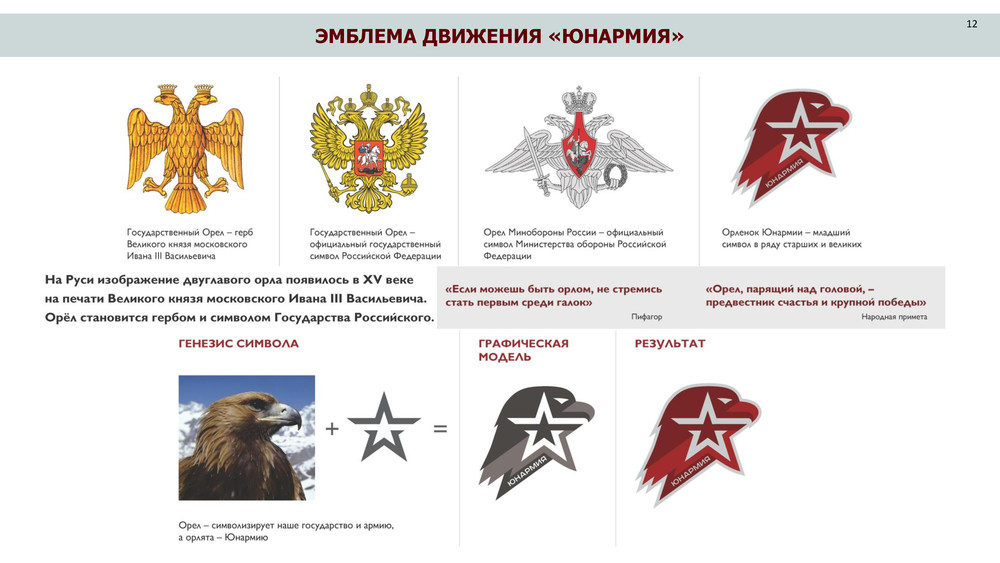 12
ЭМБЛЕМА ДВИЖЕНИЯ «ЮНАРМИЯ»
ЮНАРМИЯ
Государственный Орел – герб
Великого князя московского
Ивана III Васильевича
Государственный Орел –
официальный государственный
символ Российской Федерации
Орел Минобороны России – официальный
символ Министерства обороны Российской
Федерации
Орленок Юнармии – младший
символ в ряду старших и великих
На Руси изображение двуглавого орла появилось в XV веке
на печати Великого князя московского Ивана III Васильевича.
Орёл становится гербом и символом Государства Российского.
«Если можешь быть орлом, не стремись
стать первым среди галок»
Пифагор
«Орел, парящий над головой, –
предвестник счастья и крупной победы»
Народная примета
ГЕНЕЗИС СИМВОЛА
ГРАФИЧЕСКАЯ
МОДЕЛЬ
РЕЗУЛЬТАТ
+
=
ЮНАРМИЯ
ЮНАРМИЯ
Орел – символизирует наше государство и армию,
а орлята – Юнармию